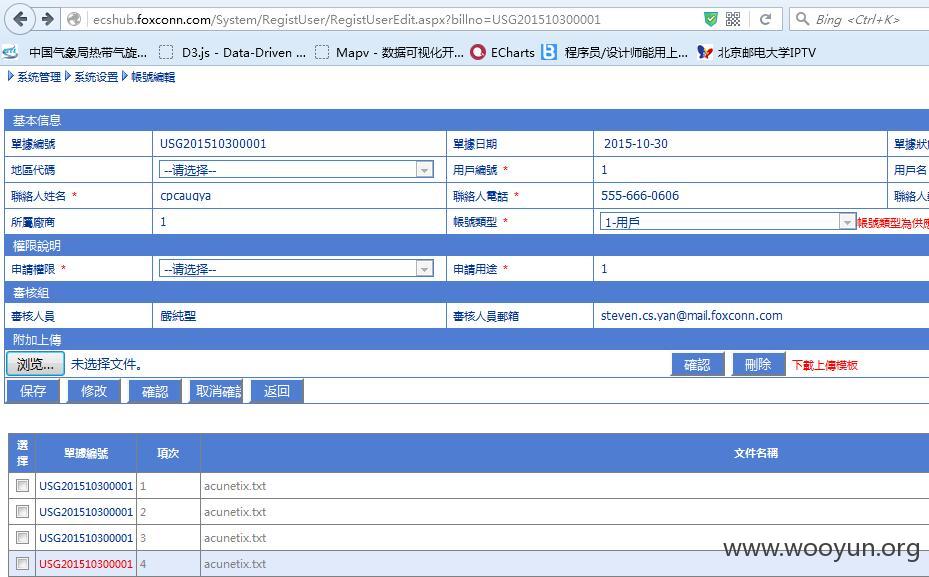 ecshub.foxconn.com/System/RegistUser/RegistUserEdit.aspx?billno=USG201510300001
Bing <Ctrl+K>
中国气象局热带气旋... D3.js - Data-Driven ... Mapv - 数据可视化开... ECharts 程序员/设计师能用上... 北京邮电大学IPTV
系統管理 系統设置 帳號編輯
基本信息
單據編號 USG201510300001 單據日期 2015-10-30 單據狀
地區代碼 --请选择-- 用戶編號 * 1 用戶名
聯絡人姓名 * cpcauqva 聯絡人電話 * 555-666-0606 聯絡人
所屬廠商 1 帳號類型 * 1-用戶 帳號類型為供應
權限說明
申請權限 * --请选择-- 申請用途 * 1
審核組
審核人員 嚴純聖 審核人員郵箱 steven.cs.yan@mail.foxconn.com
附加上傳
浏览... 未选择文件。 確認 刪除 下載上傳模板
保存 修改 確認 取消確認 返回
選擇 單據編號 項次 文件名稱
USG201510300001 1 acunetix.txt
USG201510300001 2 acunetix.txt
USG201510300001 3 acunetix.txt
USG201510300001 4 acunetix.txt
www.wooyun.org